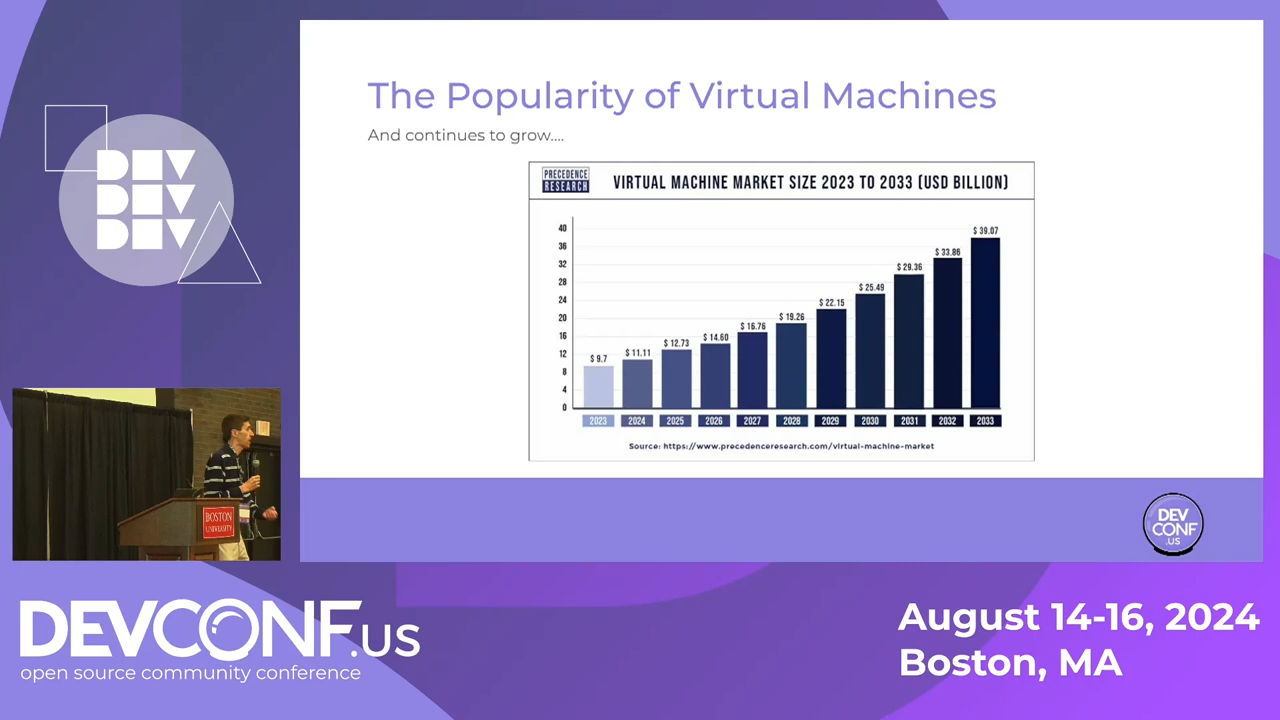 The Popularity of Virtual Machines
And continues to grow....
PRECEDENCE
RESEARCH
VIRTUAL MACHINE MARKET SIZE 2023 TO 2033 (USD BILLION)
40
36
32
28
24
20
16
12
8
4
0
$ 9.7
$ 11.11
$ 12.73
$ 14.60
$ 16.76
$ 19.26
$ 22.15
$ 25.49
$ 29.36
$ 33.86
$ 39.07
2023 2024 2025 2026 2027 2028 2029 2030 2031 2032 2033
Source: https://www.precedenceresearch.com/virtual-machine-market
DEV
CONF
.US
DEV
DEV
DEV
BOSTON
UNIVERSITY
DEVCONF.US
open source community conference
August 14-16, 2024
Boston, MA